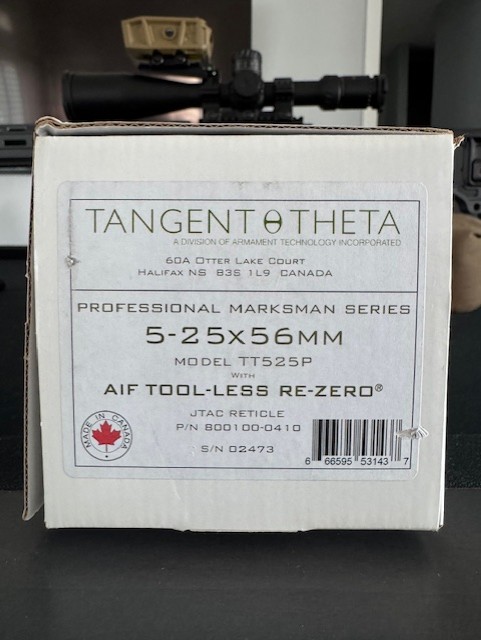 TANGENT θ THETA
A DIVISION OF ARMAMENT TECHNOLOGY INCORPORATED
60A OTTER LAKE COURT
HALIFAX NS B3S 1L9 CANADA
PROFESSIONAL MARKSMAN SERIES
5-25x56MM
MODEL TT525P
WITH
AIF TOOL-LESS RE-ZERO®
JTAC RETICLE
P/N 800100-0410
S/N 02473
MADE IN CANADA
6 66595 53143 7